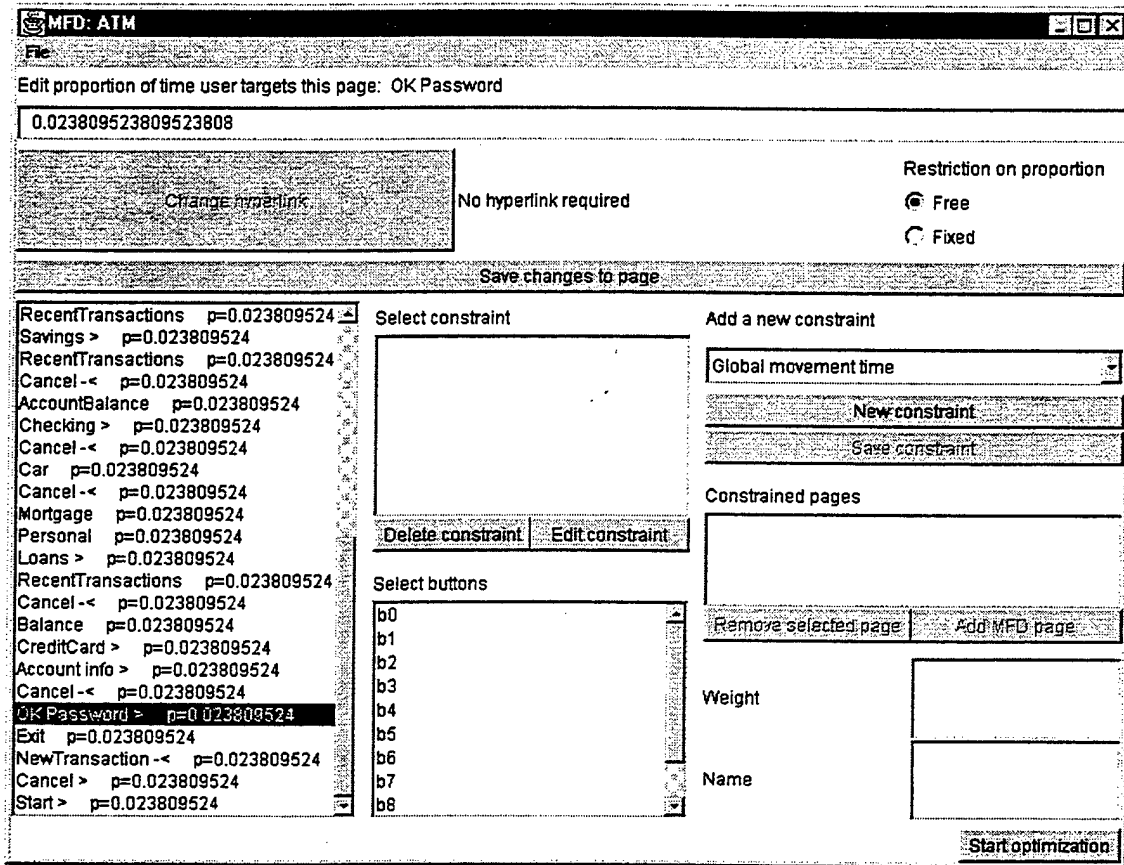 MFD: ATM
File
Edit proportion of time user targets this page: OK Password
0.023809523809523808
Change hyperlink
No hyperlink required
Restriction on proportion
Free
Fixed
Save changes to page
RecentTransactions p=0.023809524
Savings > p=0.023809524
RecentTransactions p=0.023809524
Cancel -< p=0.023809524
AccountBalance p=0.023809524
Checking > p=0.023809524
Cancel -< p=0.023809524
Car p=0.023809524
Cancel -< p=0.023809524
Mortgage p=0.023809524
Personal p=0.023809524
Loans > p=0.023809524
RecentTransactions p=0.023809524
Cancel -< p=0.023809524
Balance p=0.023809524
CreditCard > p=0.023809524
Account info > p=0.023809524
Cancel -< p=0.023809524
OK Password > p=0.023809524
Exit p=0.023809524
NewTransaction -< p=0.023809524
Cancel > p=0.023809524
Start > p=0.023809524
Select constraint
Delete constraint
Edit constraint
Select buttons
b0
b1
b2
b3
b4
b5
b6
b7
b8
Add a new constraint
Global movement time
New constraint
Save constraint
Constrained pages
Remove selected page
Add MFD page
Weight
Name
Start optimization